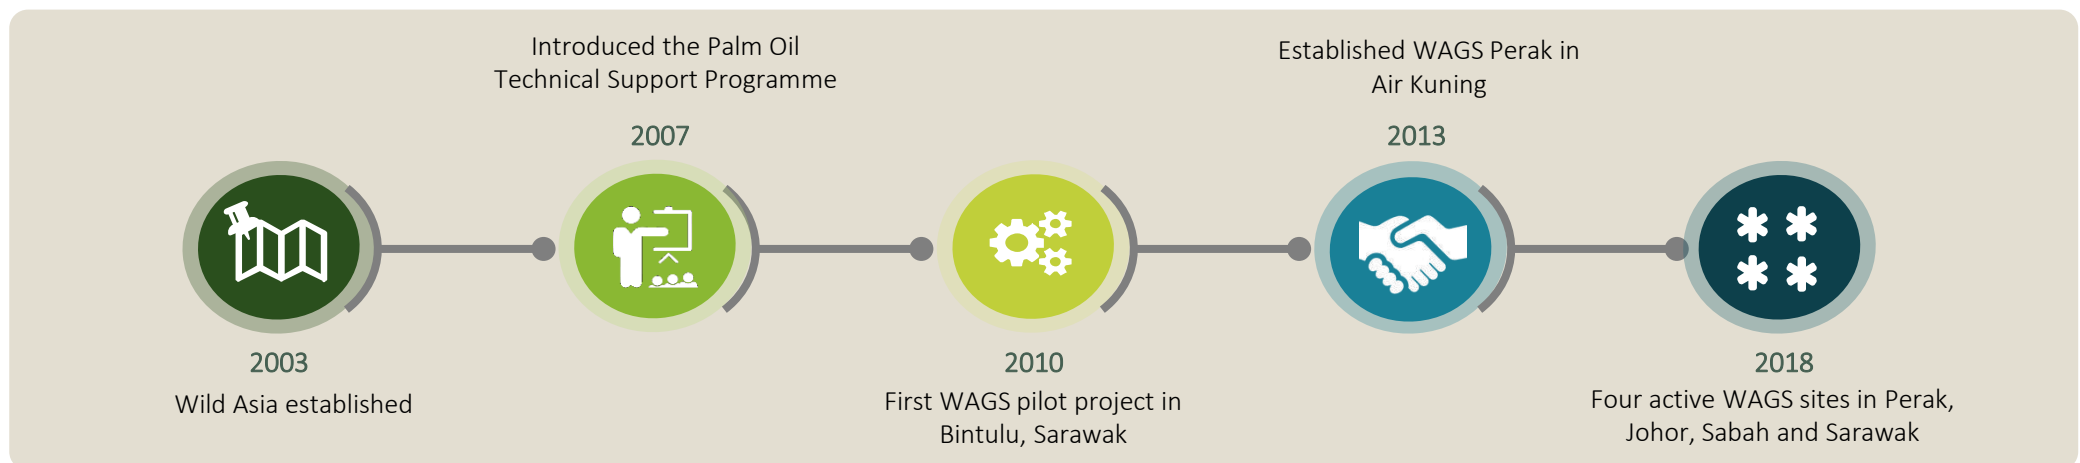 2003
Wild Asia established
Introduced the Palm Oil
Technical Support Programme
2007
2010
First WAGS pilot project in
Bintulu, Sarawak
Established WAGS Perak in
Air Kuning
2013
2018
Four active WAGS sites in Perak,
Johor, Sabah and Sarawak